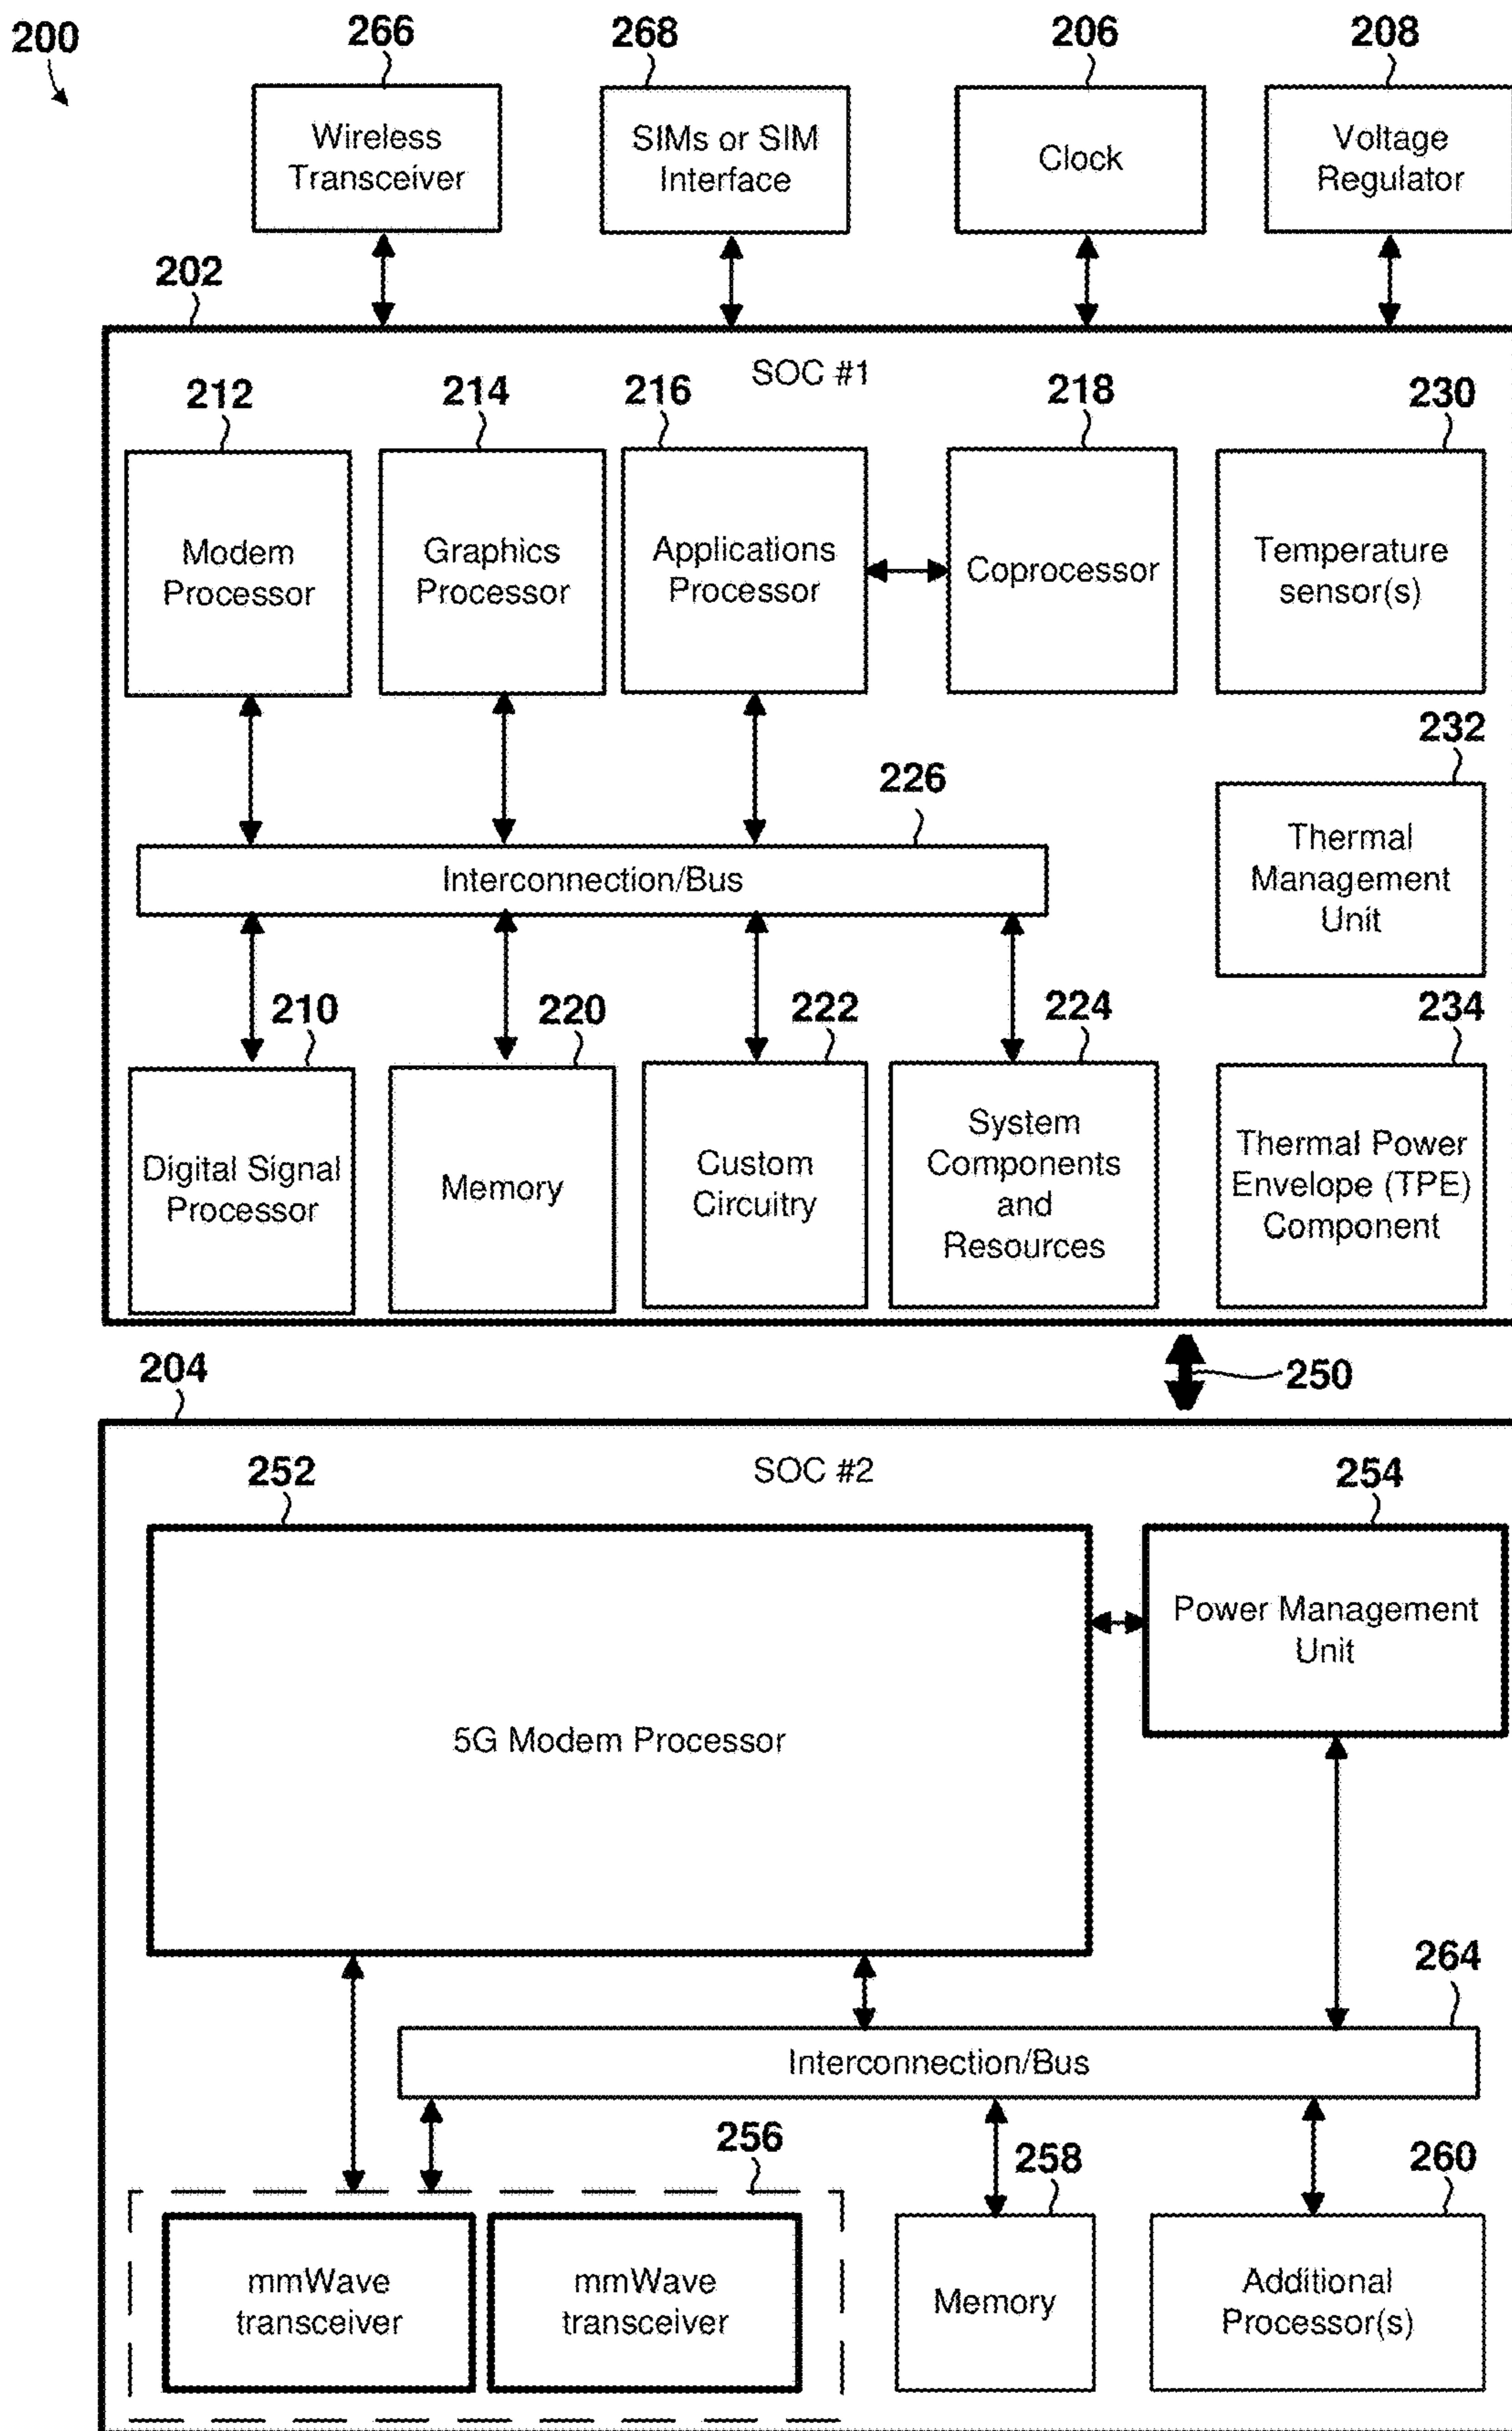 200
266
268
206
208
Wireless
Transceiver
SIMs or SIM
Interface
Clock
Voltage
Regulator
202
SOC #1
212
214
216
218
230
Modem
Processor
Graphics
Processor
Applications
Processor
Coprocessor
Temperature
sensor(s)
232
226
Interconnection/Bus
Thermal
Management
Unit
210
220
222
224
234
Digital Signal
Processor
Memory
Custom
Circuitry
System
Components
and
Resources
Thermal Power
Envelope (TPE)
Component
250
204
SOC #2
252
254
5G Modem Processor
Power Management
Unit
264
Interconnection/Bus
256
258
260
mmWave
transceiver
mmWave
transceiver
Memory
Additional
Processor(s)